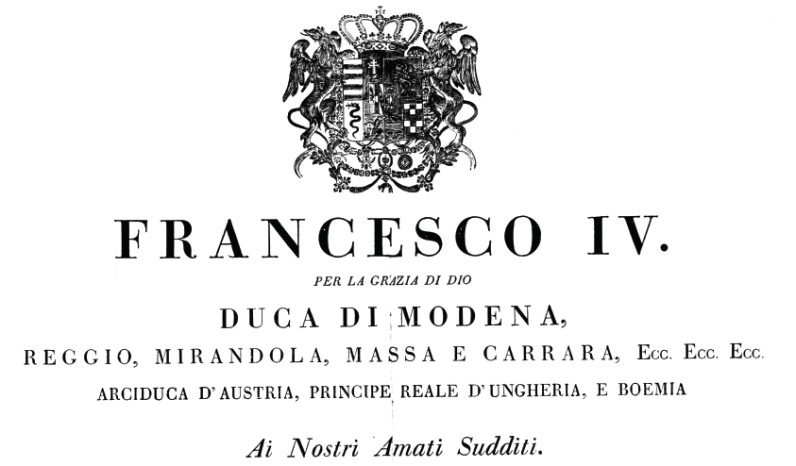 FRANCESCO IV.
PER LA GRAZIA DI DIO
DUCA DI MODENA,
REGGIO, MIRANDOLA, MASSA E CARRARA, Ecc. Ecc. Ecc.
ARCIDUCA D'AUSTRIA, PRINCIPE REALE D'UNGHERIA, E BOEMIA
Ai Nostri Amati Sudditi.